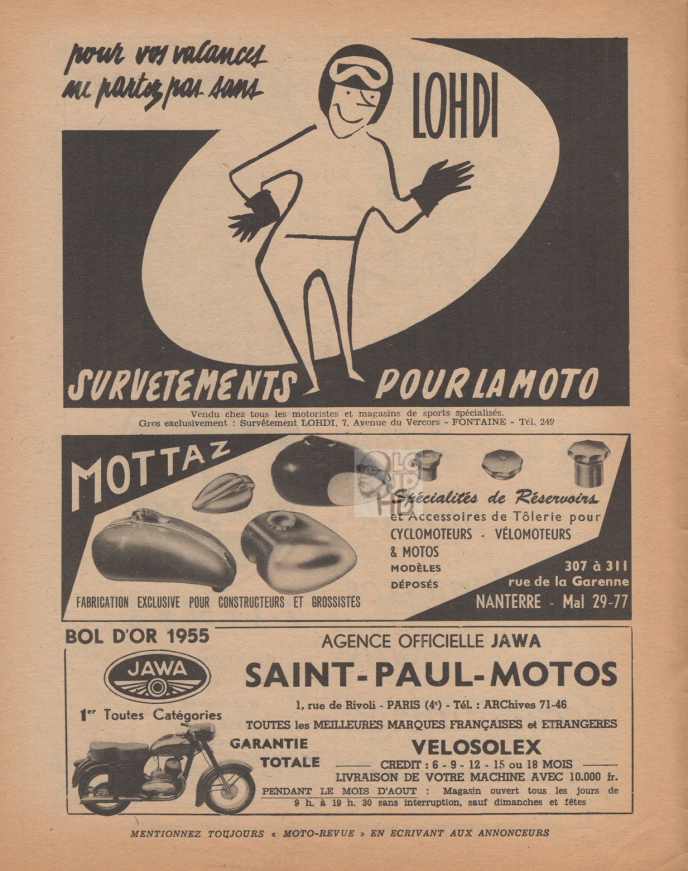 pour vos vacances
ne partez pas sans
LOHDI
SURVETEMENTS POUR LA MOTO
Vendu chez tous les motoristes et magasins de sports spécialisés.
Gros exclusivement : Survêtement LOHDI, 7, Avenue du Vercors - FONTAINE - Tél. 249
MOTTAZ
Spécialités de Réservoirs
et Accessoires de Tôlerie pour
CYCLOMOTEURS - VÉLOMOTEURS
& MOTOS
MODÈLES
DÉPOSÉS
307 à 311
rue de la Garenne
NANTERRE - Mal 29-77
FABRICATION EXCLUSIVE POUR CONSTRUCTEURS ET GROSSISTES
BOL D'OR 1955
JAWA
1er Toutes Catégories
GARANTIE
TOTALE
AGENCE OFFICIELLE JAWA
SAINT-PAUL-MOTOS
1, rue de Rivoli - PARIS (4e) - Tél. : ARChives 71-46
TOUTES les MEILLEURES MARQUES FRANÇAISES et ETRANGERES
VELOSOLEX
CREDIT : 6 - 9 - 12 - 15 ou 18 MOIS
LIVRAISON DE VOTRE MACHINE AVEC 10.000 fr.
PENDANT LE MOIS D'AOUT : Magasin ouvert tous les jours de
9 h. à 19 h. 30 sans interruption, sauf dimanches et fêtes
MENTIONNEZ TOUJOURS « MOTO-REVUE » EN ECRIVANT AUX ANNONCEURS